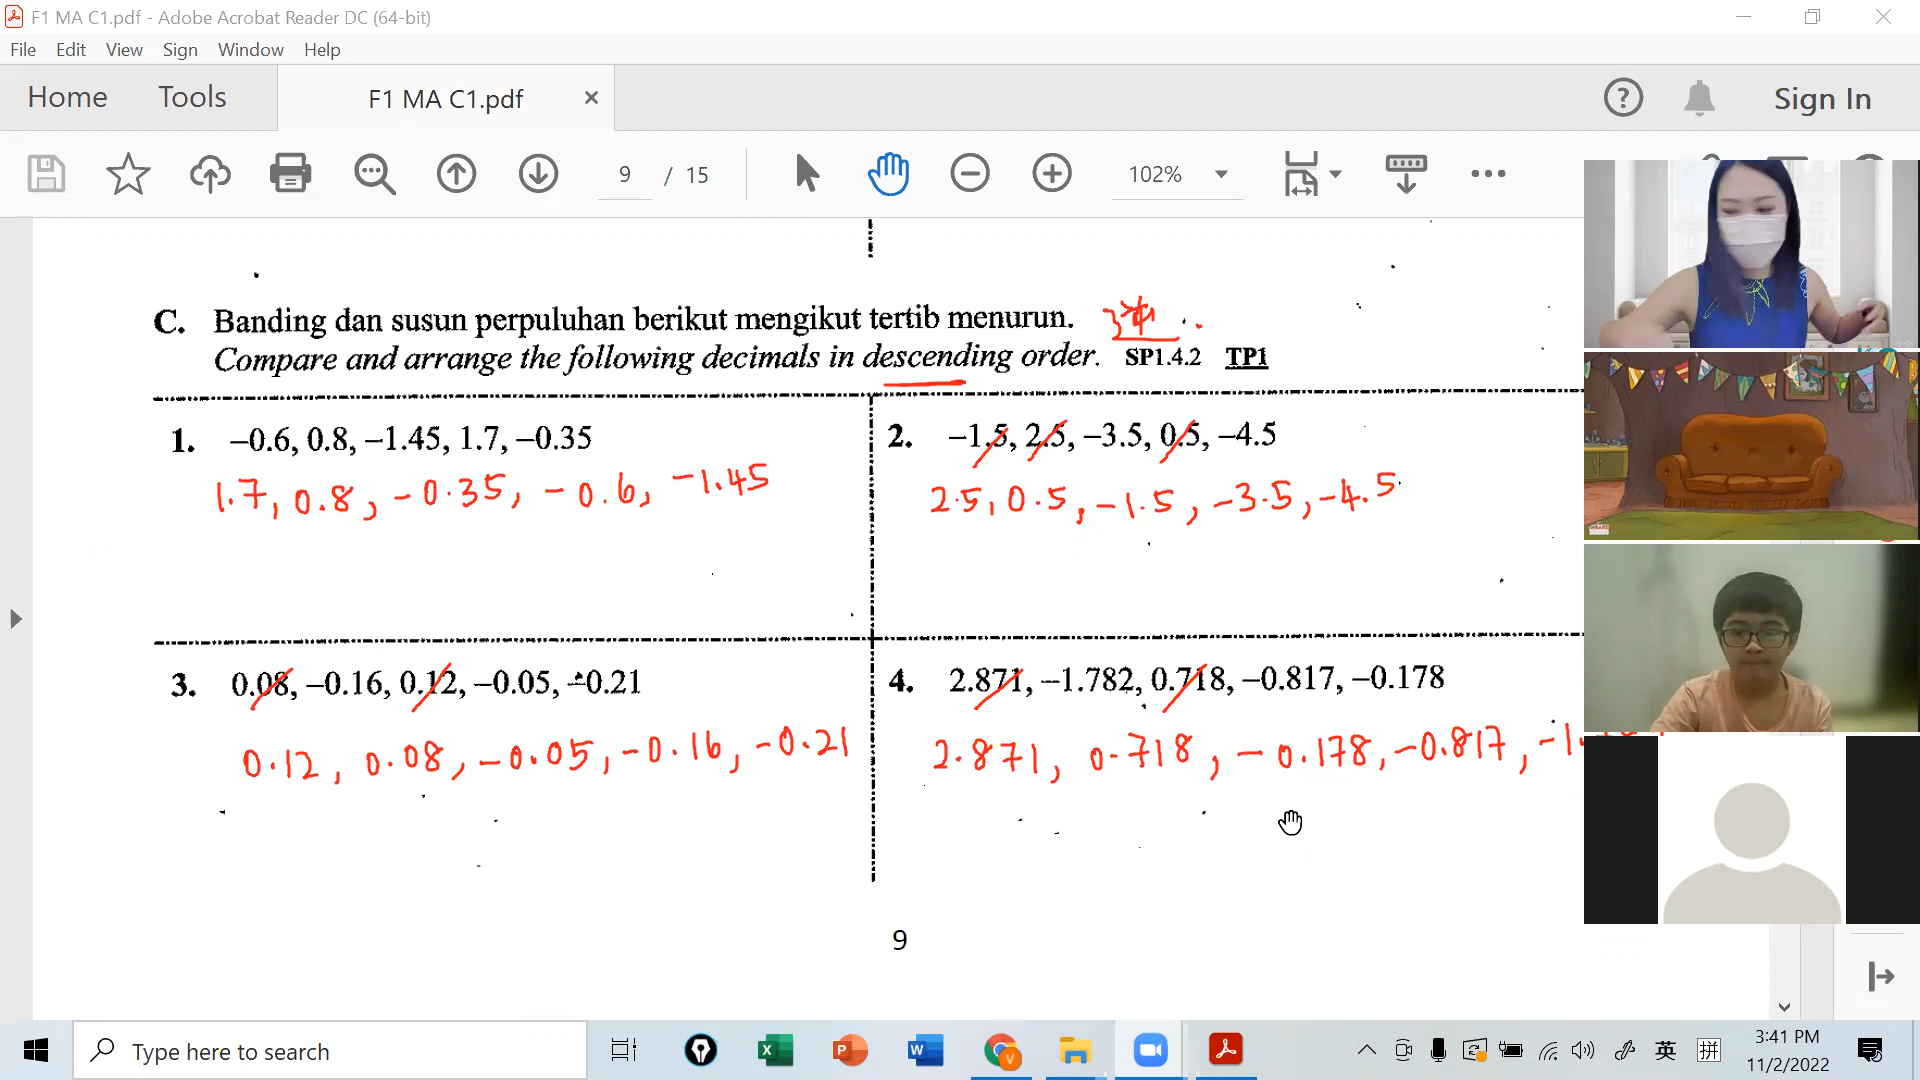 F1 MA C1.pdf - Adobe Acrobat Reader DC (64-bit)
File Edit View Sign Window Help
Home Tools F1 MA C1.pdf Sign In
9 / 15 102%
C. Banding dan susun perpuluhan berikut mengikut tertib menurun.
Compare and arrange the following decimals in descending order. SP1.4.2 TP1
1. –0.6, 0.8, –1.45, 1.7, –0.35
1.7, 0.8, -0.35, -0.6, -1.45
2. –1.5, 2.5, –3.5, 0.5, –4.5
2.5, 0.5, -1.5, -3.5, -4.5
3. 0.08, –0.16, 0.12, –0.05, –0.21
0.12, 0.08, -0.05, -0.16, -0.21
4. 2.871, –1.782, 0.718, –0.817, –0.178
2.871, 0.718, -0.178, -0.817, -1.
9
Type here to search
英
拼
3:41 PM
11/2/2022